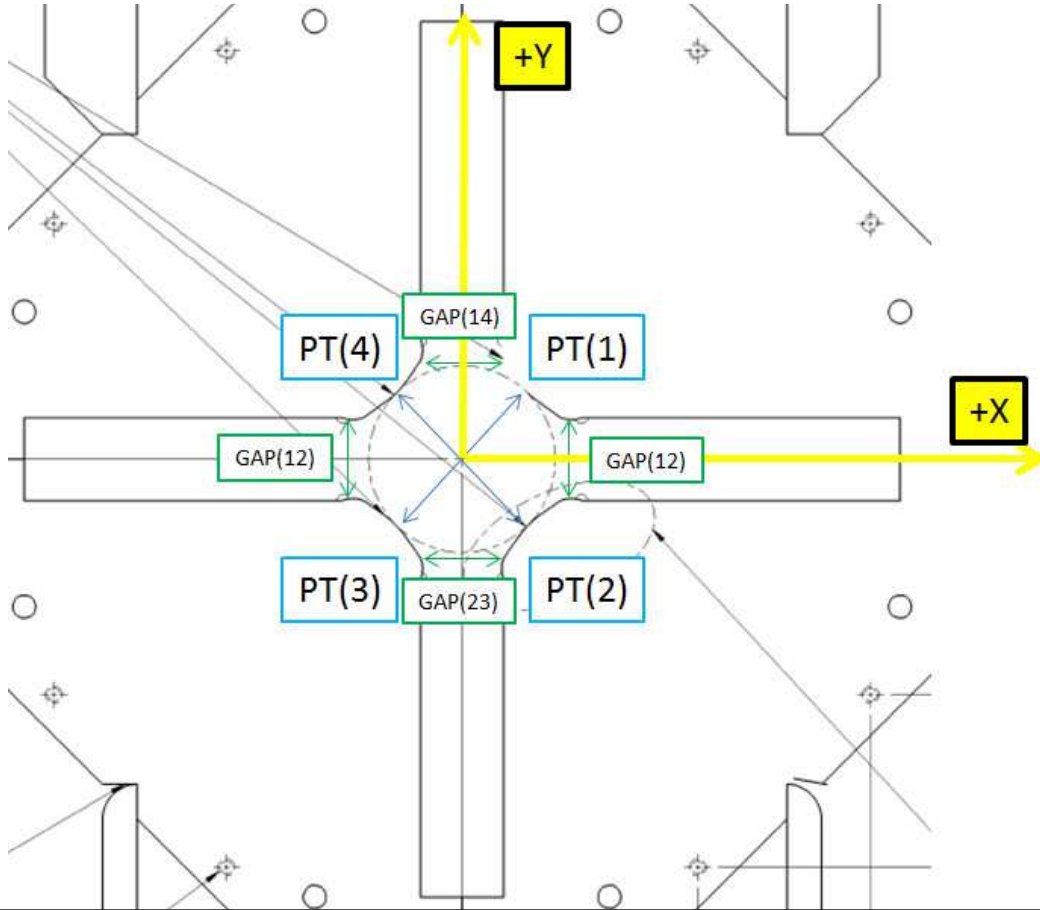 +Y
GAP(14)
PT(4)
PT(1)
+X
GAP(12)
GAP(12)
PT(3)
PT(2)
GAP(23)